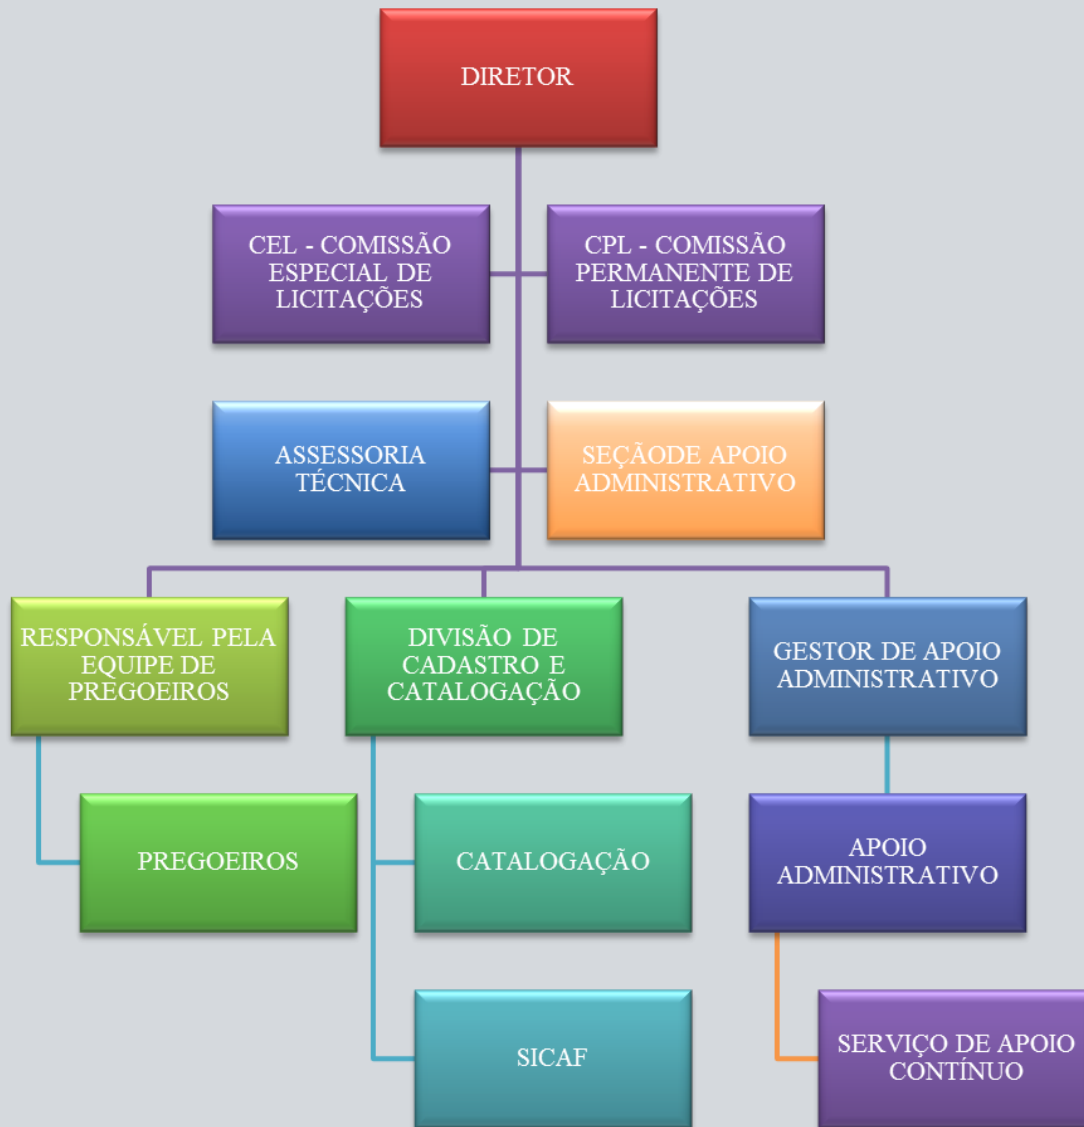 DIRETOR
CEL - COMISSÃO
ESPECIAL DE
LICITAÇÕES
CPL - COMISSÃO
PERMANENTE DE
LICITAÇÕES
ASSESSORIA
TÉCNICA
SEÇÃODE APOIO
ADMINISTRATIVO
RESPONSÁVEL PELA
EQUIPE DE
PREGOEIROS
DIVISÃO DE
CADASTRO E
CATALOGAÇÃO
GESTOR DE APOIO
ADMINISTRATIVO
PREGOEIROS
CATALOGAÇÃO
APOIO
ADMINISTRATIVO
SICAF
SERVIÇO DE APOIO
CONTÍNUO